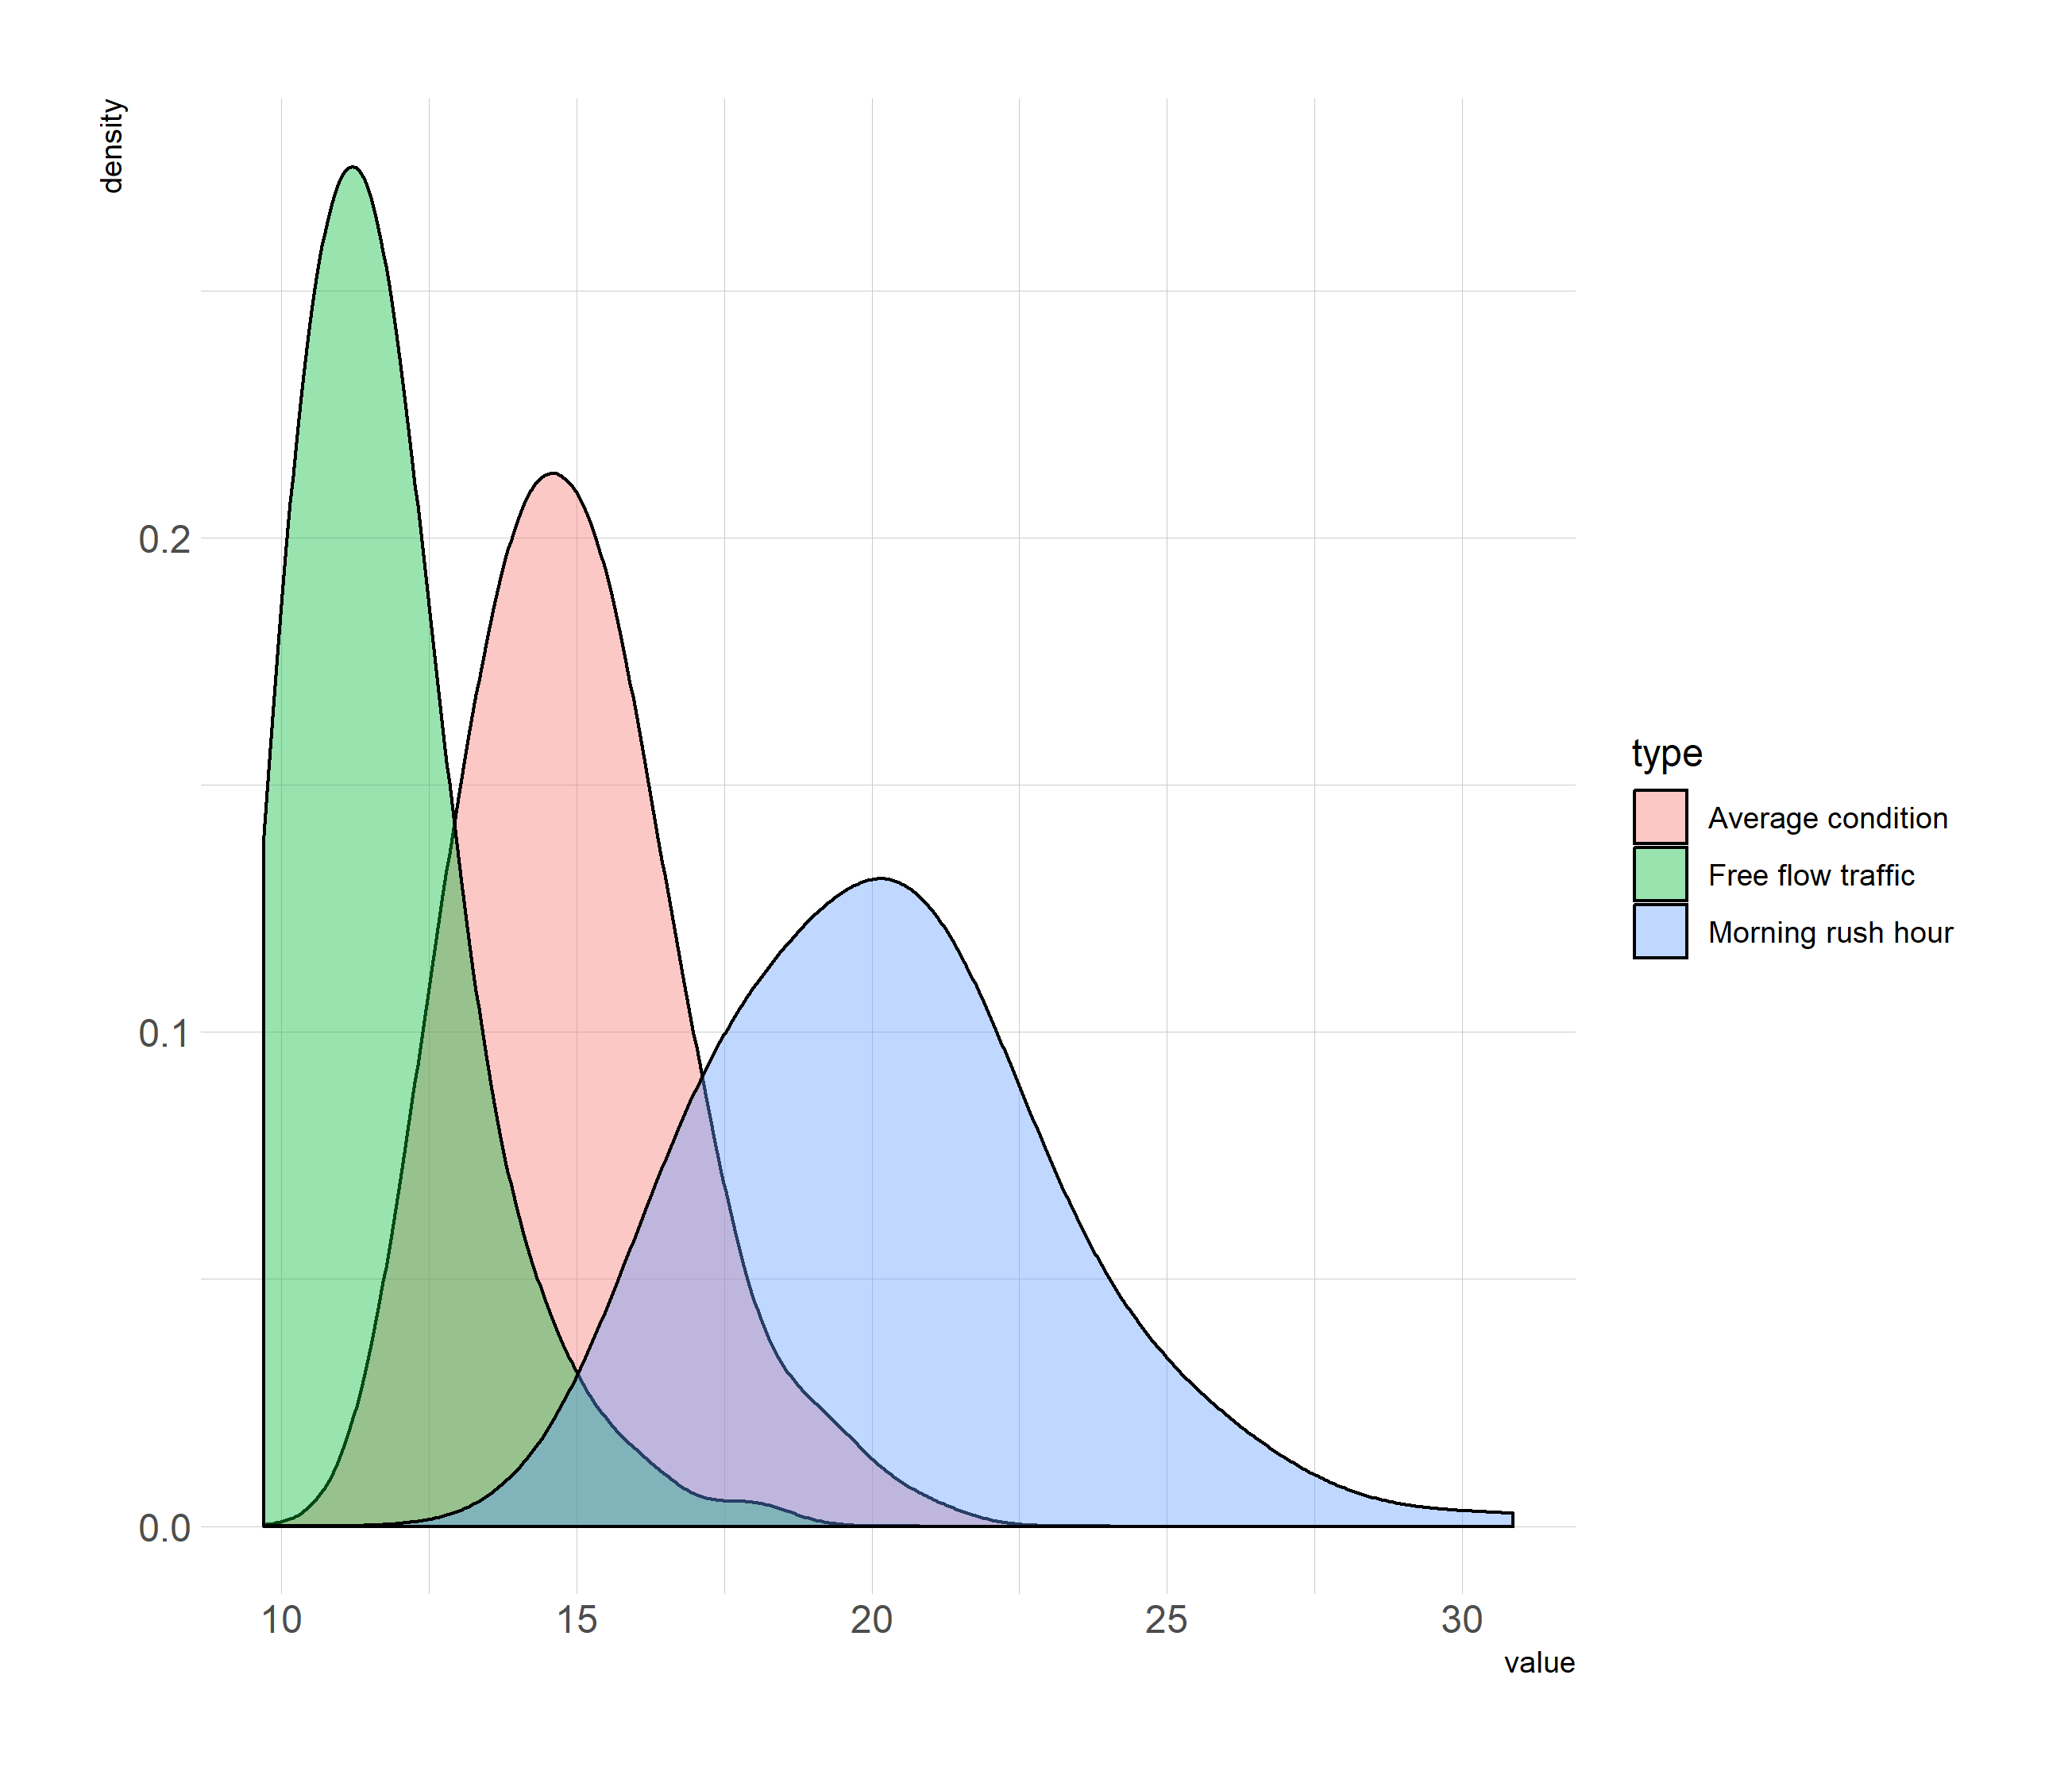 density
0.2
0.1
0.0
10 15 20 25 30
value
type
Average condition
Free flow traffic
Morning rush hour